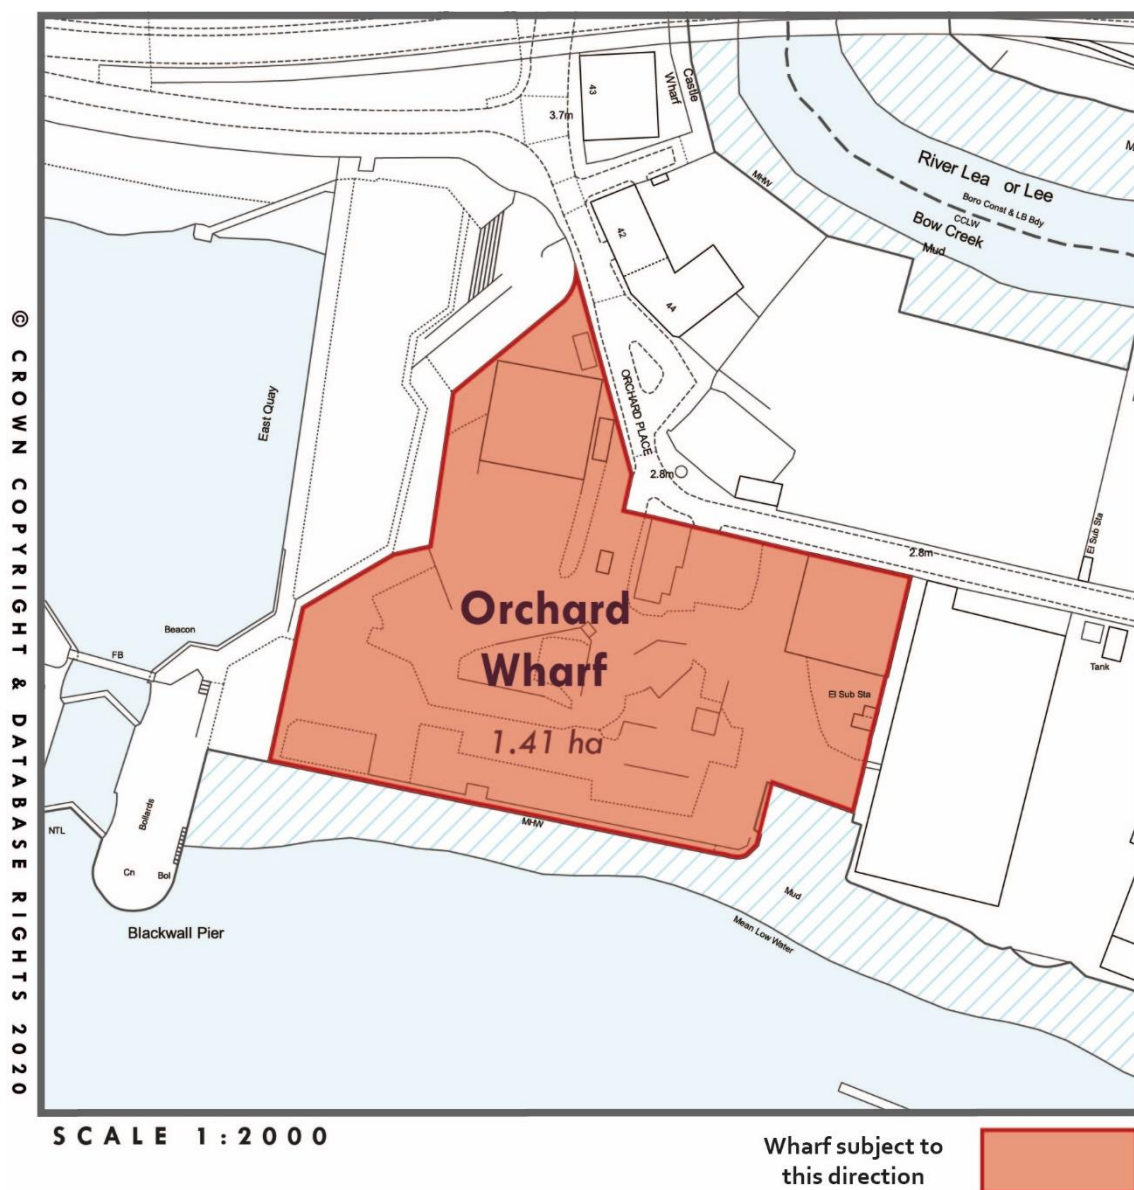 © CROWN COPYRIGHT & DATABASE RIGHTS 2020
43
Castle
Wharf
3.7m
MHW
River Lea or Lee
Boro Const & LB Bdy
CCLW
Bow Creek
Mud
42
44
East Quay
ORCHARD PLACE
2.8m
El Sub Sta
2.8m
Orchard
Wharf
1.41 ha
Beacon
FB
El Sub Sta
Tank
Bollards
NTL
MHW
Cn
Bol
Mud
Mean Low Water
Blackwall Pier
SCALE 1:2000
Wharf subject to
this direction